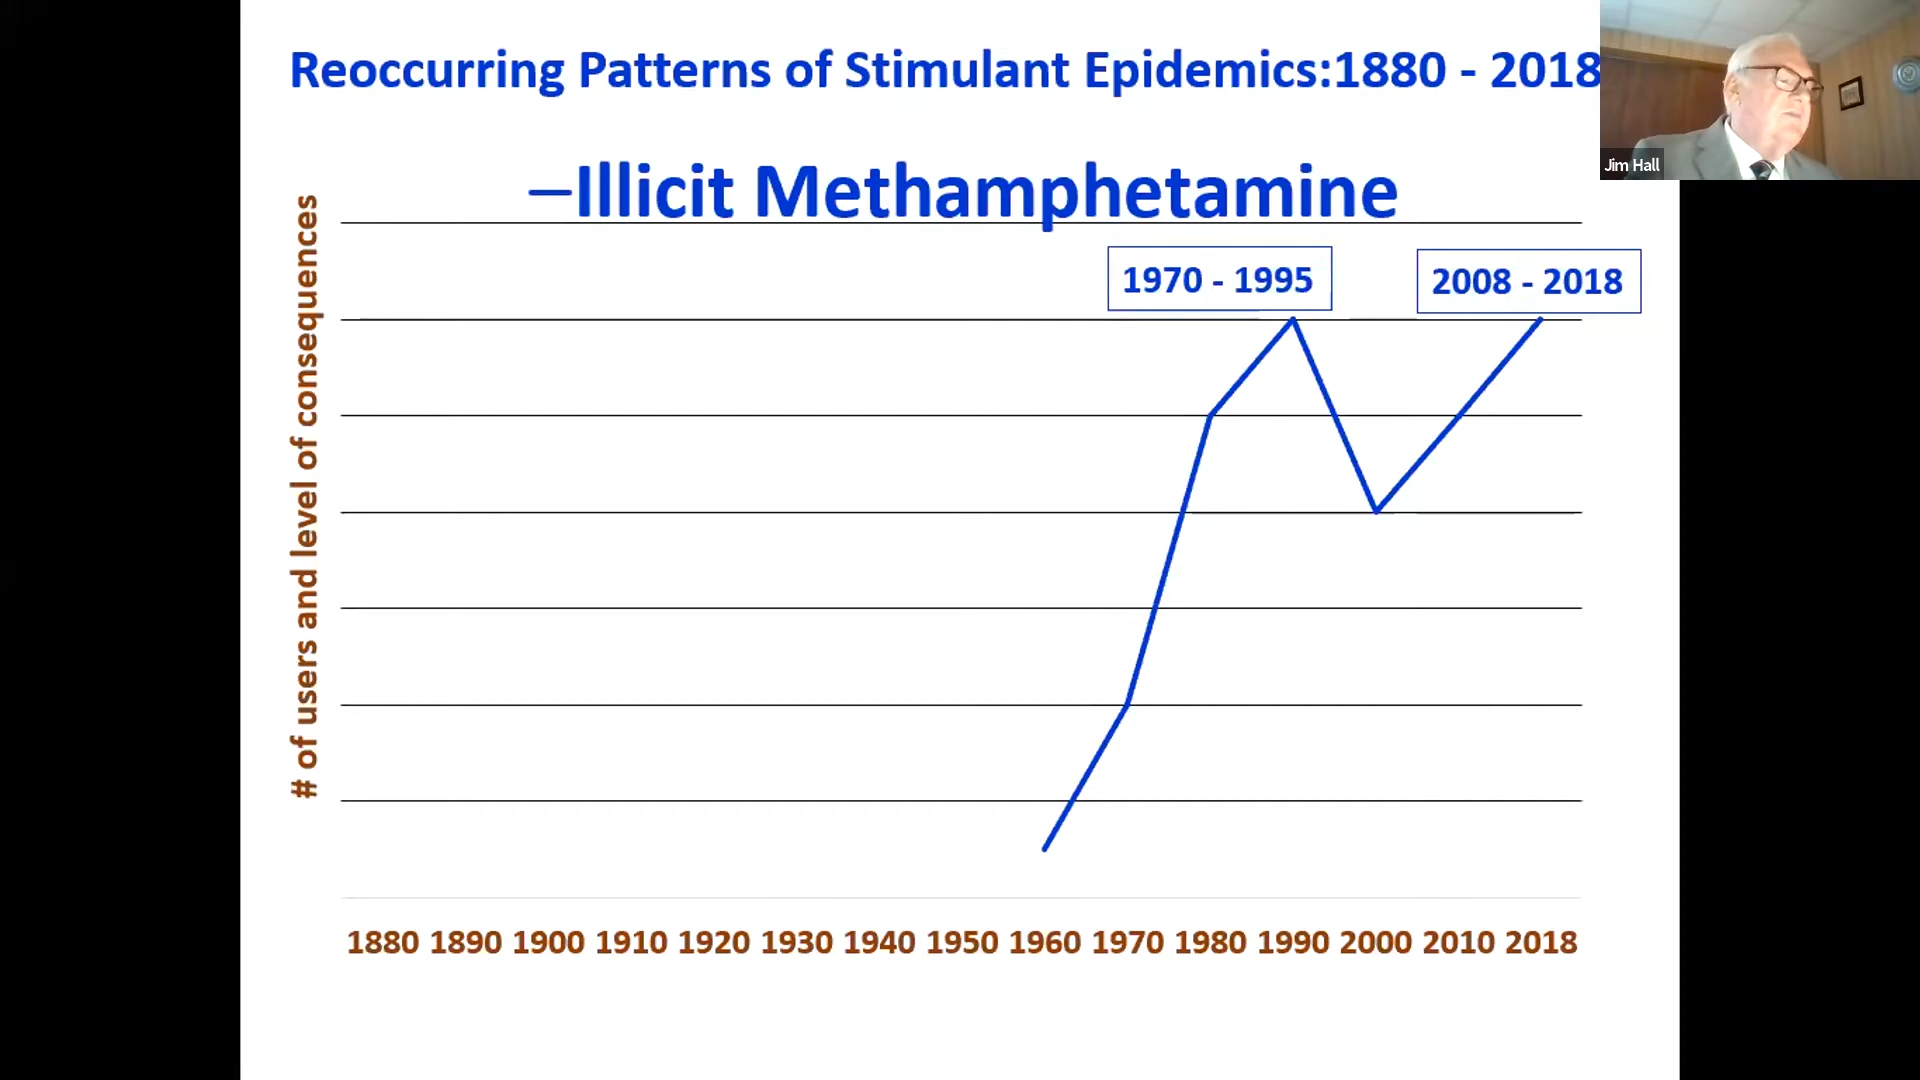 Reoccurring Patterns of Stimulant Epidemics:1880 - 2018
Jim Hall
–Illicit Methamphetamine
# of users and level of consequences
1970 - 1995
2008 - 2018
1880 1890 1900 1910 1920 1930 1940 1950 1960 1970 1980 1990 2000 2010 2018